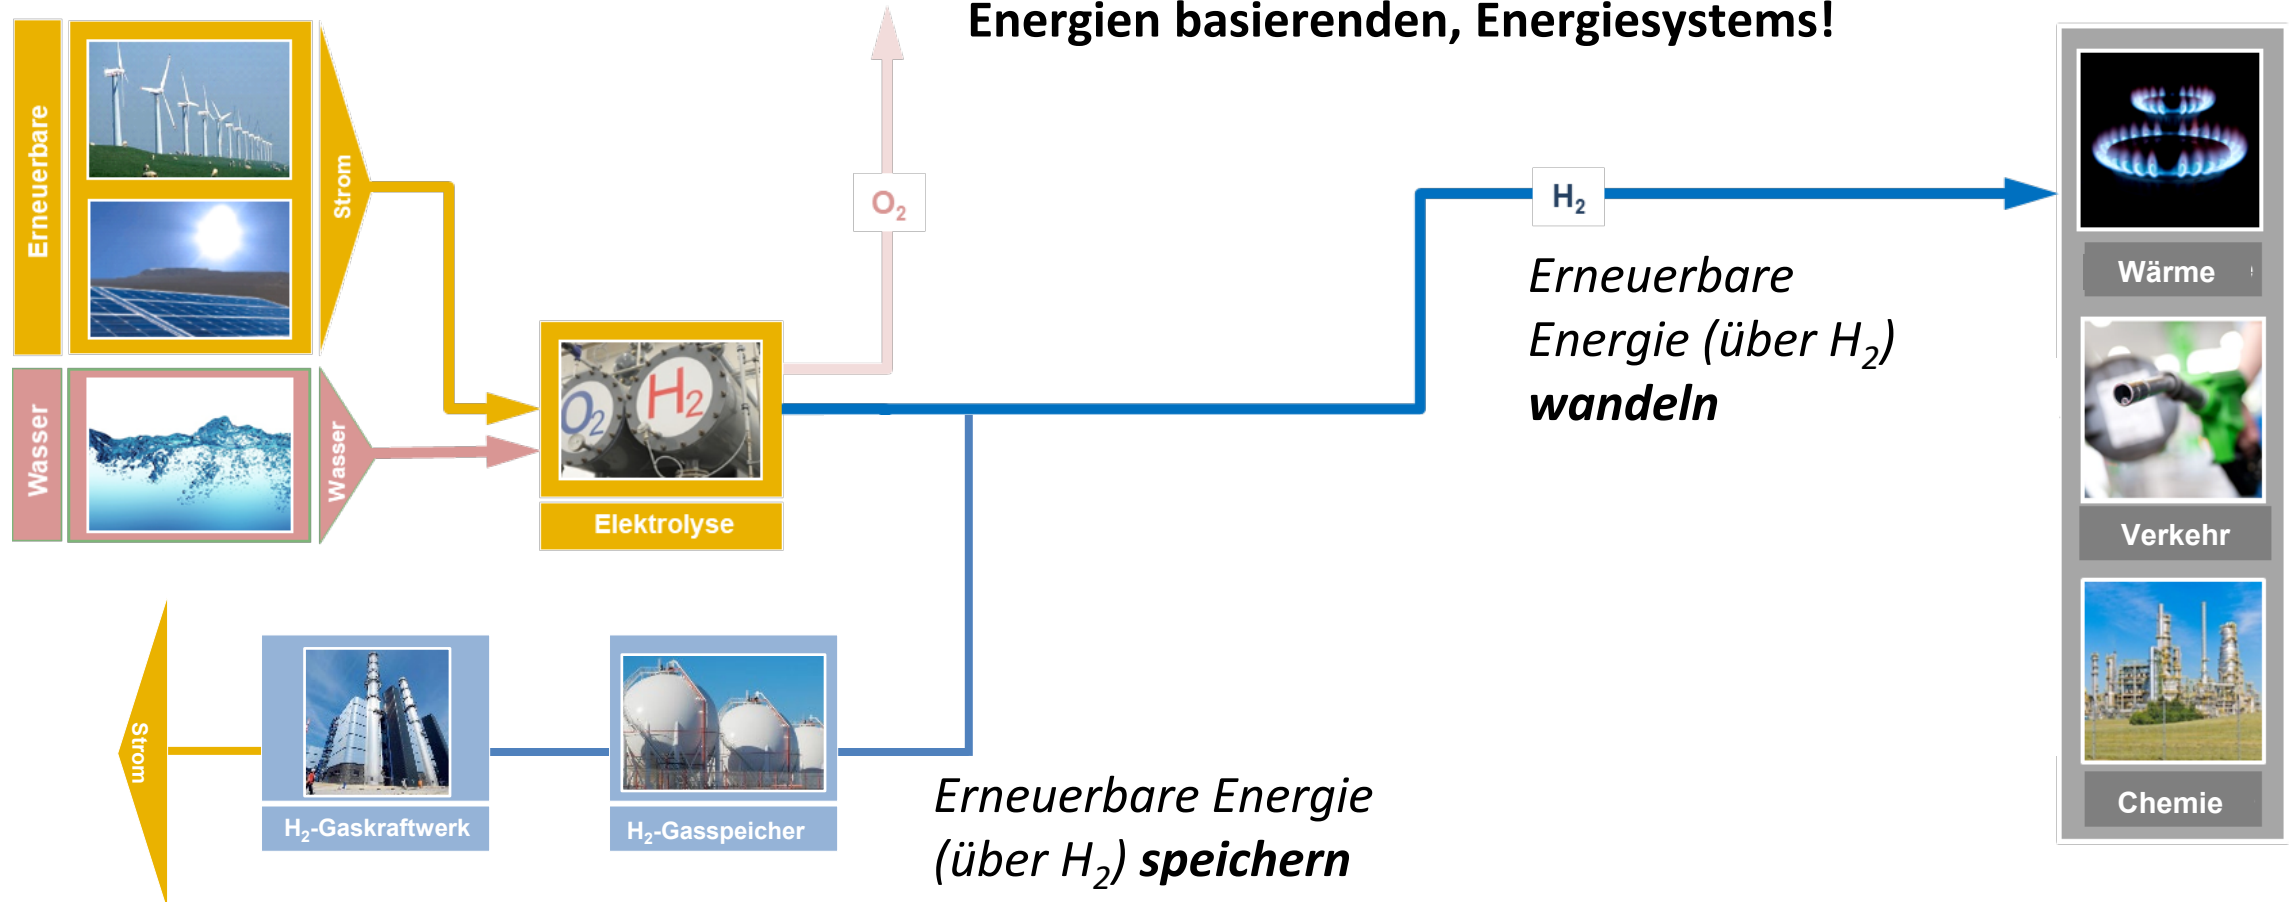 Energien basierenden, Energiesystems!
Erneuerbare
Strom
O₂
H₂
Wärme
Erneuerbare
Energie (über H₂)
wandeln
Wasser
Wasser
O₂
H₂
Elektrolyse
Verkehr
Strom
H₂-Gaskraftwerk
H₂-Gasspeicher
Erneuerbare Energie
(über H₂) speichern
Chemie